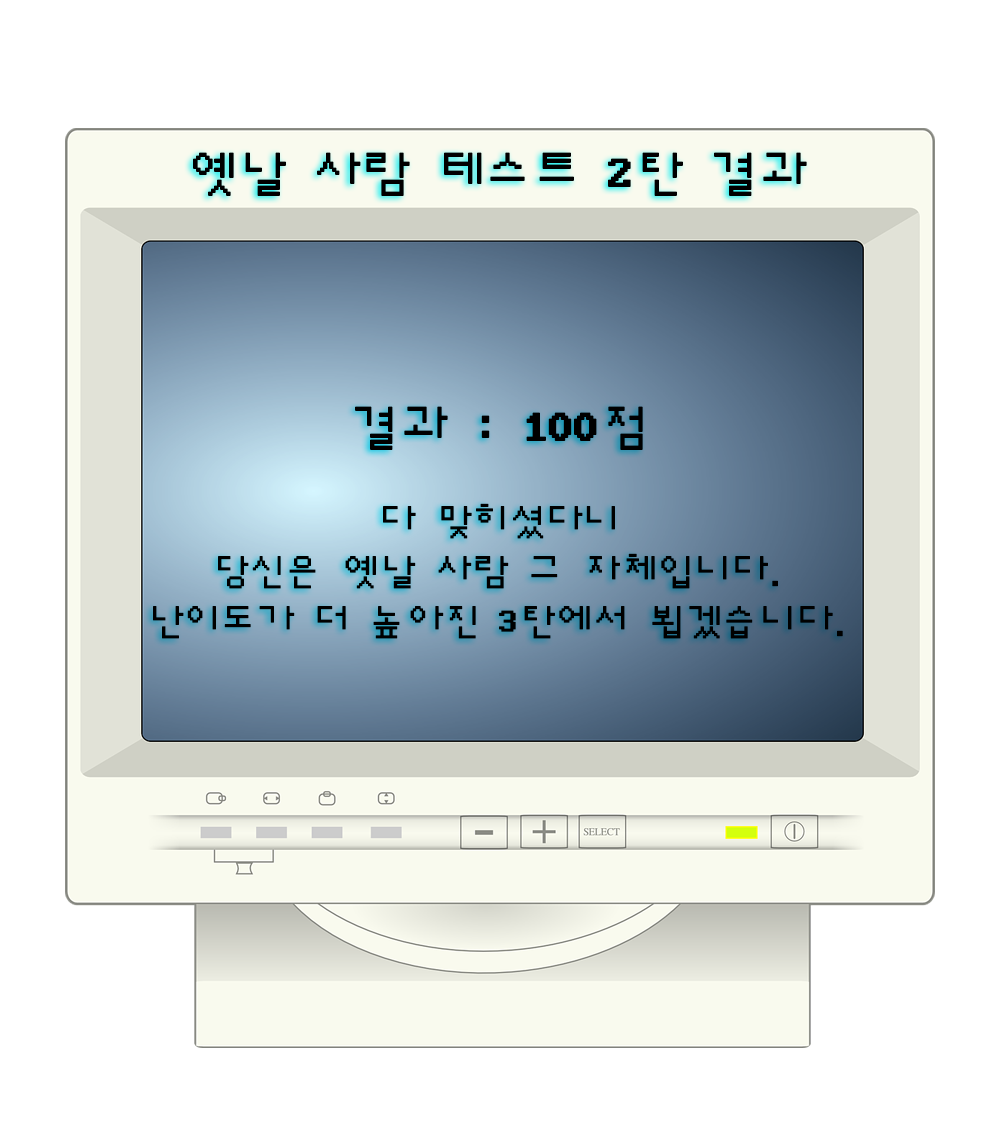 옛날 사람 테스트 2탄 결과
결과 : 100점
다 맞히셨다니
당신은 옛날 사람 그 자체입니다.
난이도가 더 높아진 3탄에서 뵙겠습니다.
SELECT